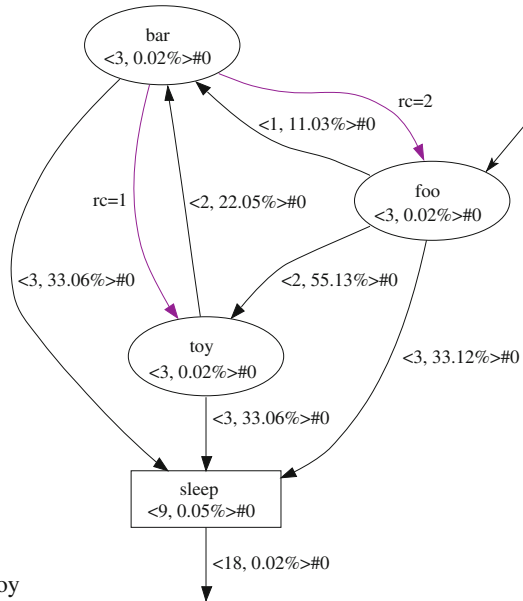 bar
<3, 0.02%>#0
rc=2
<1, 11.03%>#0
foo
<3, 0.02%>#0
rc=1
<2, 22.05%>#0
<3, 33.06%>#0
<2, 55.13%>#0
toy
<3, 0.02%>#0
<3, 33.12%>#0
<3, 33.06%>#0
sleep
<9, 0.05%>#0
<18, 0.02%>#0